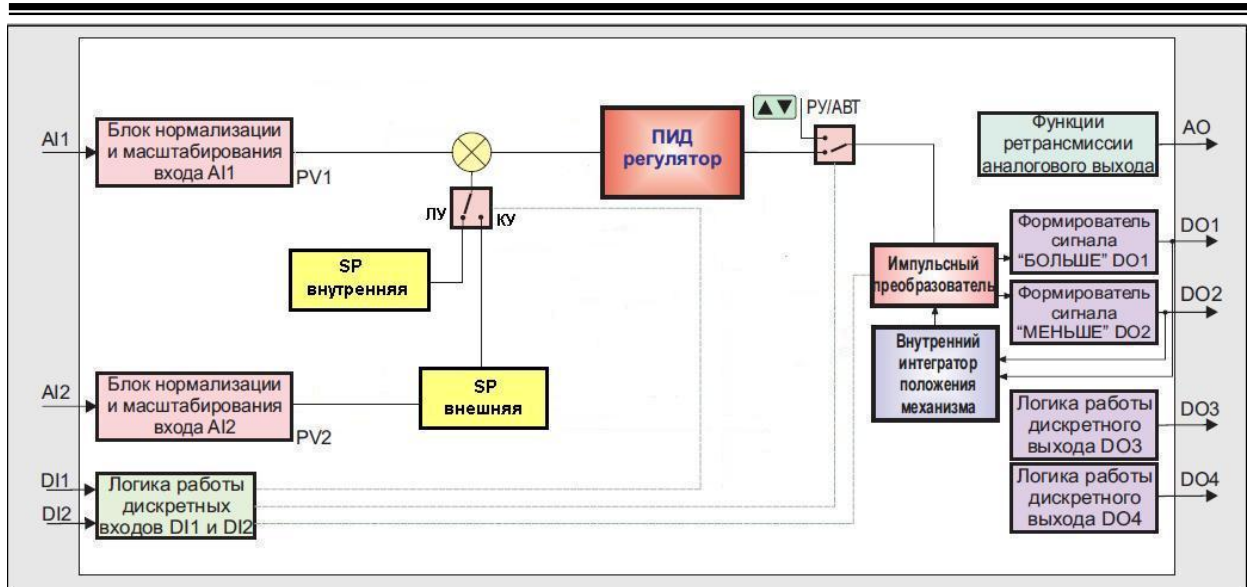 AI1
Блок нормализации
и масштабирования
входа AI1
PV1
ЛУ
КУ
SP
внутренняя
ПИД
регулятор
▲▼
РУ/АВТ
Функции
ретрансмиссии
аналогового выхода
AO
Импульсный
преобразователь
Формирователь
сигнала
“БОЛЬШЕ” DO1
DO1
Формирователь
сигнала
“МЕНЬШЕ” DO2
DO2
Внутренний
интегратор
положения
механизма
AI2
Блок нормализации
и масштабирования
входа AI2
PV2
SP
внешняя
Логика работы
дискретного
выхода DO3
DO3
Логика работы
дискретного
выхода DO4
DO4
DI1
DI2
Логика работы
дискретных
входов DI1 и DI2